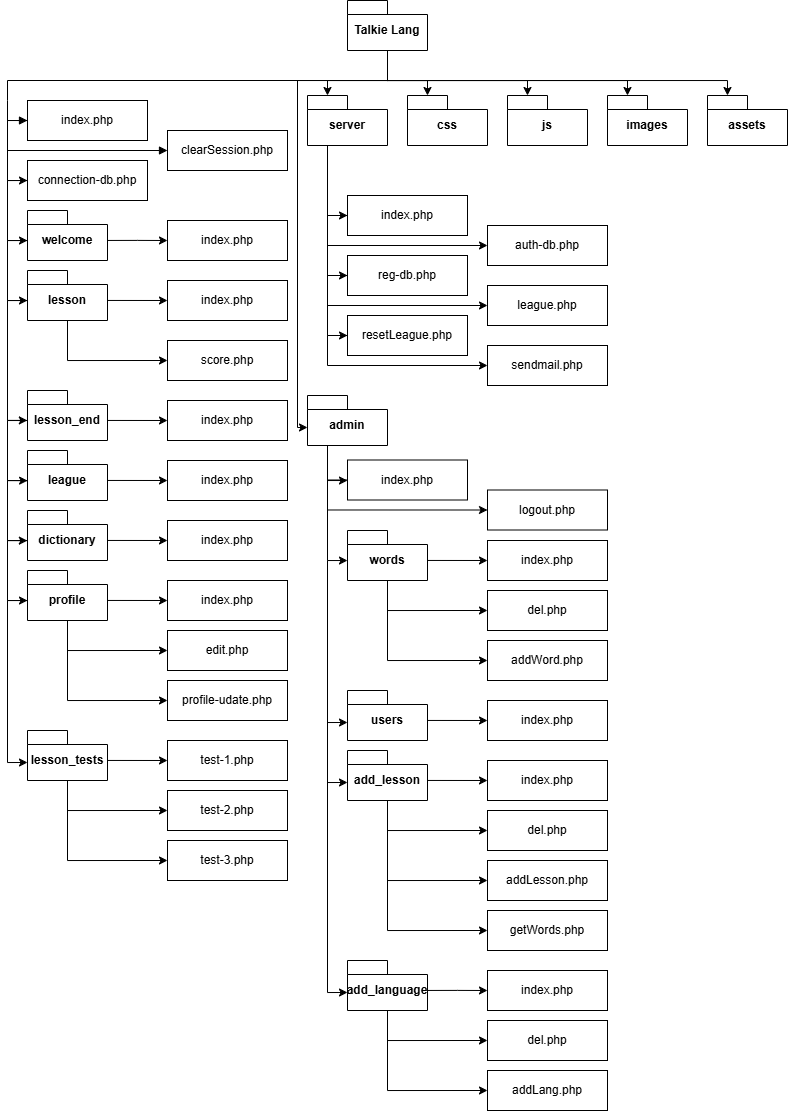 Talkie Lang
server
css
js
images
assets
index.php
clearSession.php
connection-db.php
welcome
index.php
lesson
index.php
score.php
lesson_end
index.php
league
index.php
dictionary
index.php
profile
index.php
edit.php
profile-udate.php
lesson_tests
test-1.php
test-2.php
test-3.php
index.php
auth-db.php
reg-db.php
league.php
resetLeague.php
sendmail.php
admin
index.php
logout.php
words
index.php
del.php
addWord.php
users
index.php
add_lesson
index.php
del.php
addLesson.php
getWords.php
add_language
index.php
del.php
addLang.php